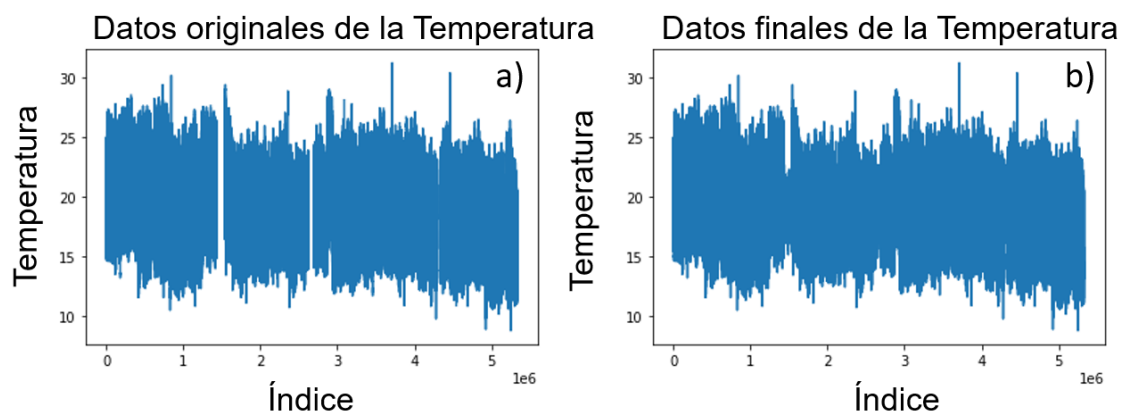 Datos originales de la Temperatura
a)
Temperatura
30
25
20
15
10
0 1 2 3 4 5
1e6
Índice
Datos finales de la Temperatura
b)
Temperatura
30
25
20
15
10
0 1 2 3 4 5
1e6
Índice